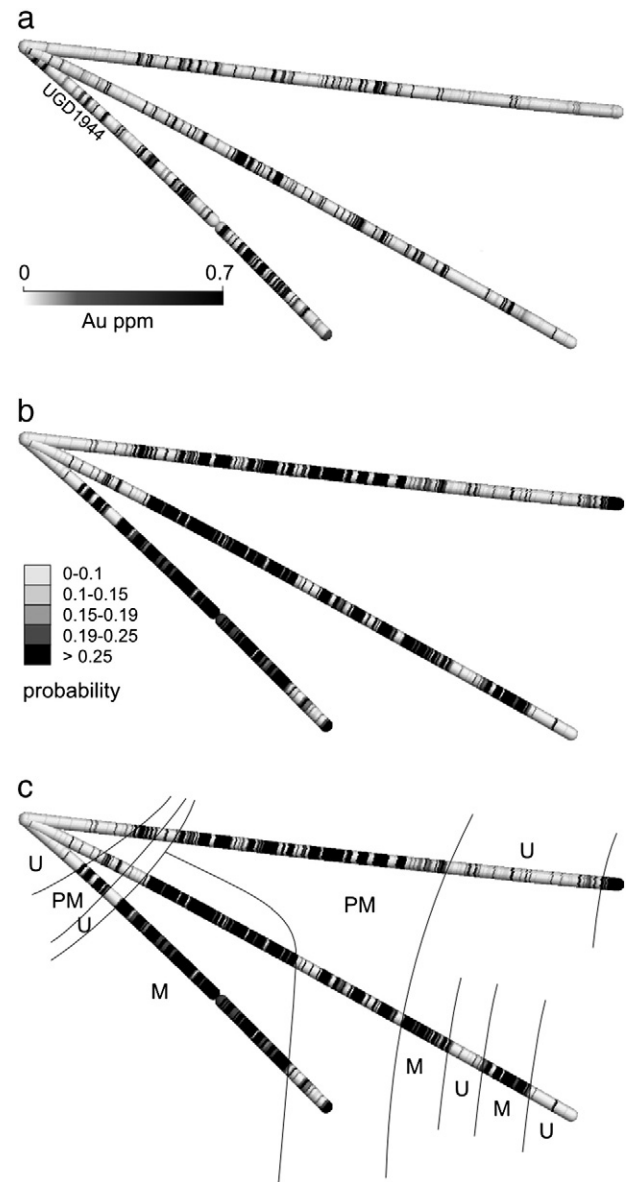 a
UGD1944
0 0.7
Au ppm
b
0-0.1
0.1-0.15
0.15-0.19
0.19-0.25
> 0.25
probability
c
U
U
PM
PM
U
M
M
U
M
U